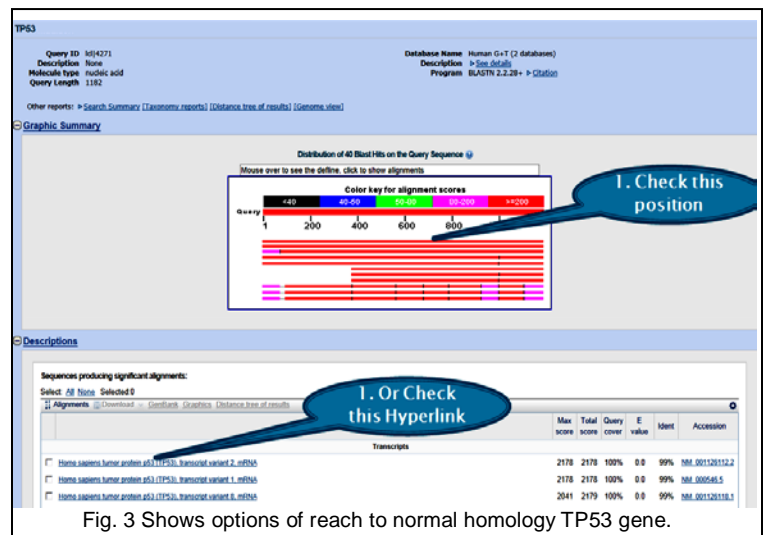 TP53
Query ID lcl|4271
Description None
Molecule type nucleic acid
Query Length 1182
Database Name Human G+T (2 databases)
Description See details
Program BLASTN 2.2.28+ Citation
Other reports: Search Summary [Taxonomy reports] [Distance tree of results] [Genome view]
Graphic Summary
Distribution of 40 Blast Hits on the Query Sequence
Mouse over to see the define, click to show alignments
Color key for alignment scores
<40 40-50 50-80 80-200 >=200
Query
1 200 400 600 800
1. Check this
position
Descriptions
Sequences producing significant alignments:
Select: All None Selected:0
Alignments Download GenBank Graphics Distance tree of results
1. Or Check
this Hyperlink
Max score Total score Query cover E value Ident Accession
Transcripts
Homo sapiens tumor protein p53 (TP53), transcript variant 2, mRNA 2178 2178 100% 0.0 99% NM_001126112.2
Homo sapiens tumor protein p53 (TP53), transcript variant 1, mRNA 2178 2178 100% 0.0 99% NM_000546.5
Homo sapiens tumor protein p53 (TP53), transcript variant 8, mRNA 2041 2179 100% 0.0 99% NM_001126118.1
Fig. 3 Shows options of reach to normal homology TP53 gene.